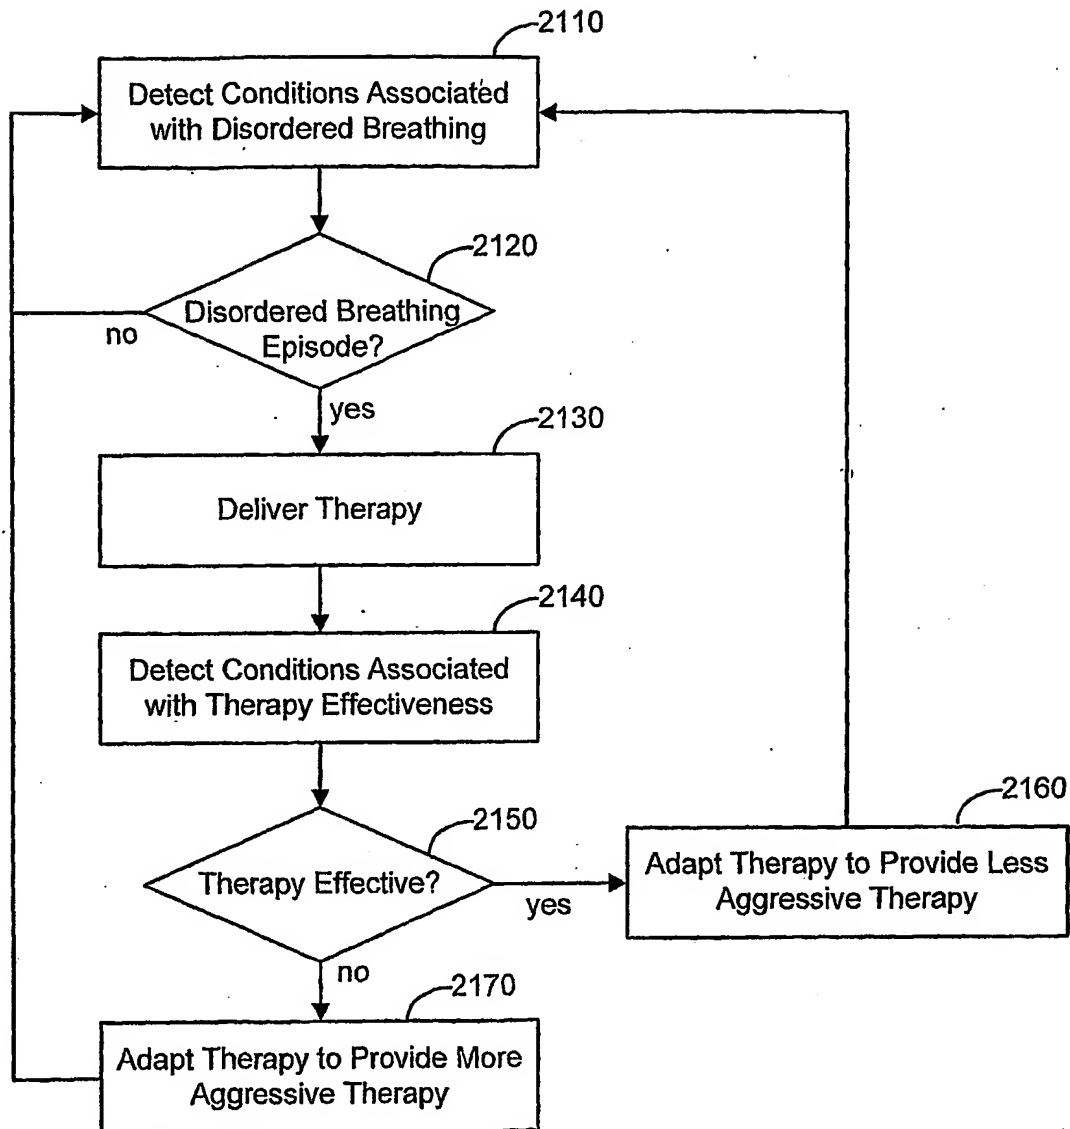 2110
Detect Conditions Associated
with Disordered Breathing
2120
Disordered Breathing
Episode?
no
yes
2130
Deliver Therapy
2140
Detect Conditions Associated
with Therapy Effectiveness
2150
Therapy Effective?
yes
2160
Adapt Therapy to Provide Less
Aggressive Therapy
no
2170
Adapt Therapy to Provide More
Aggressive Therapy